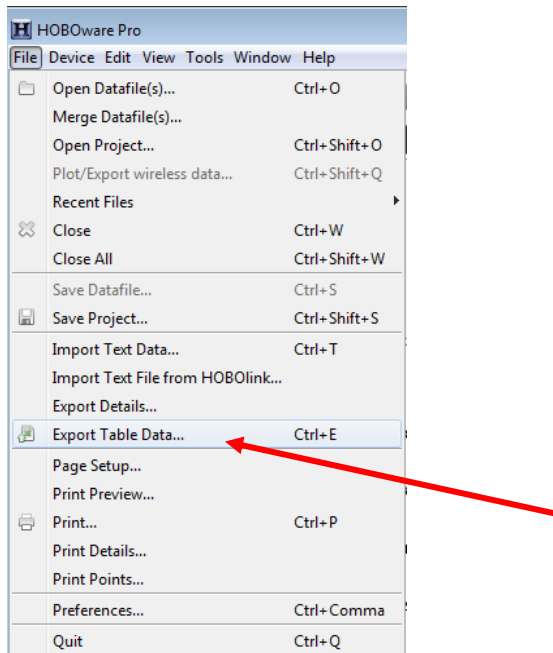 H HOBOware Pro
File Device Edit View Tools Window Help
Open Datafile(s)... Ctrl+O
Merge Datafile(s)...
Open Project... Ctrl+Shift+O
Plot/Export wireless data... Ctrl+Shift+Q
Recent Files
Close Ctrl+W
Close All Ctrl+Shift+W
Save Datafile... Ctrl+S
Save Project... Ctrl+Shift+S
Import Text Data... Ctrl+T
Import Text File from HOBOlink...
Export Details...
Export Table Data... Ctrl+E
Page Setup...
Print Preview...
Print... Ctrl+P
Print Details...
Print Points...
Preferences... Ctrl+Comma
Quit Ctrl+Q